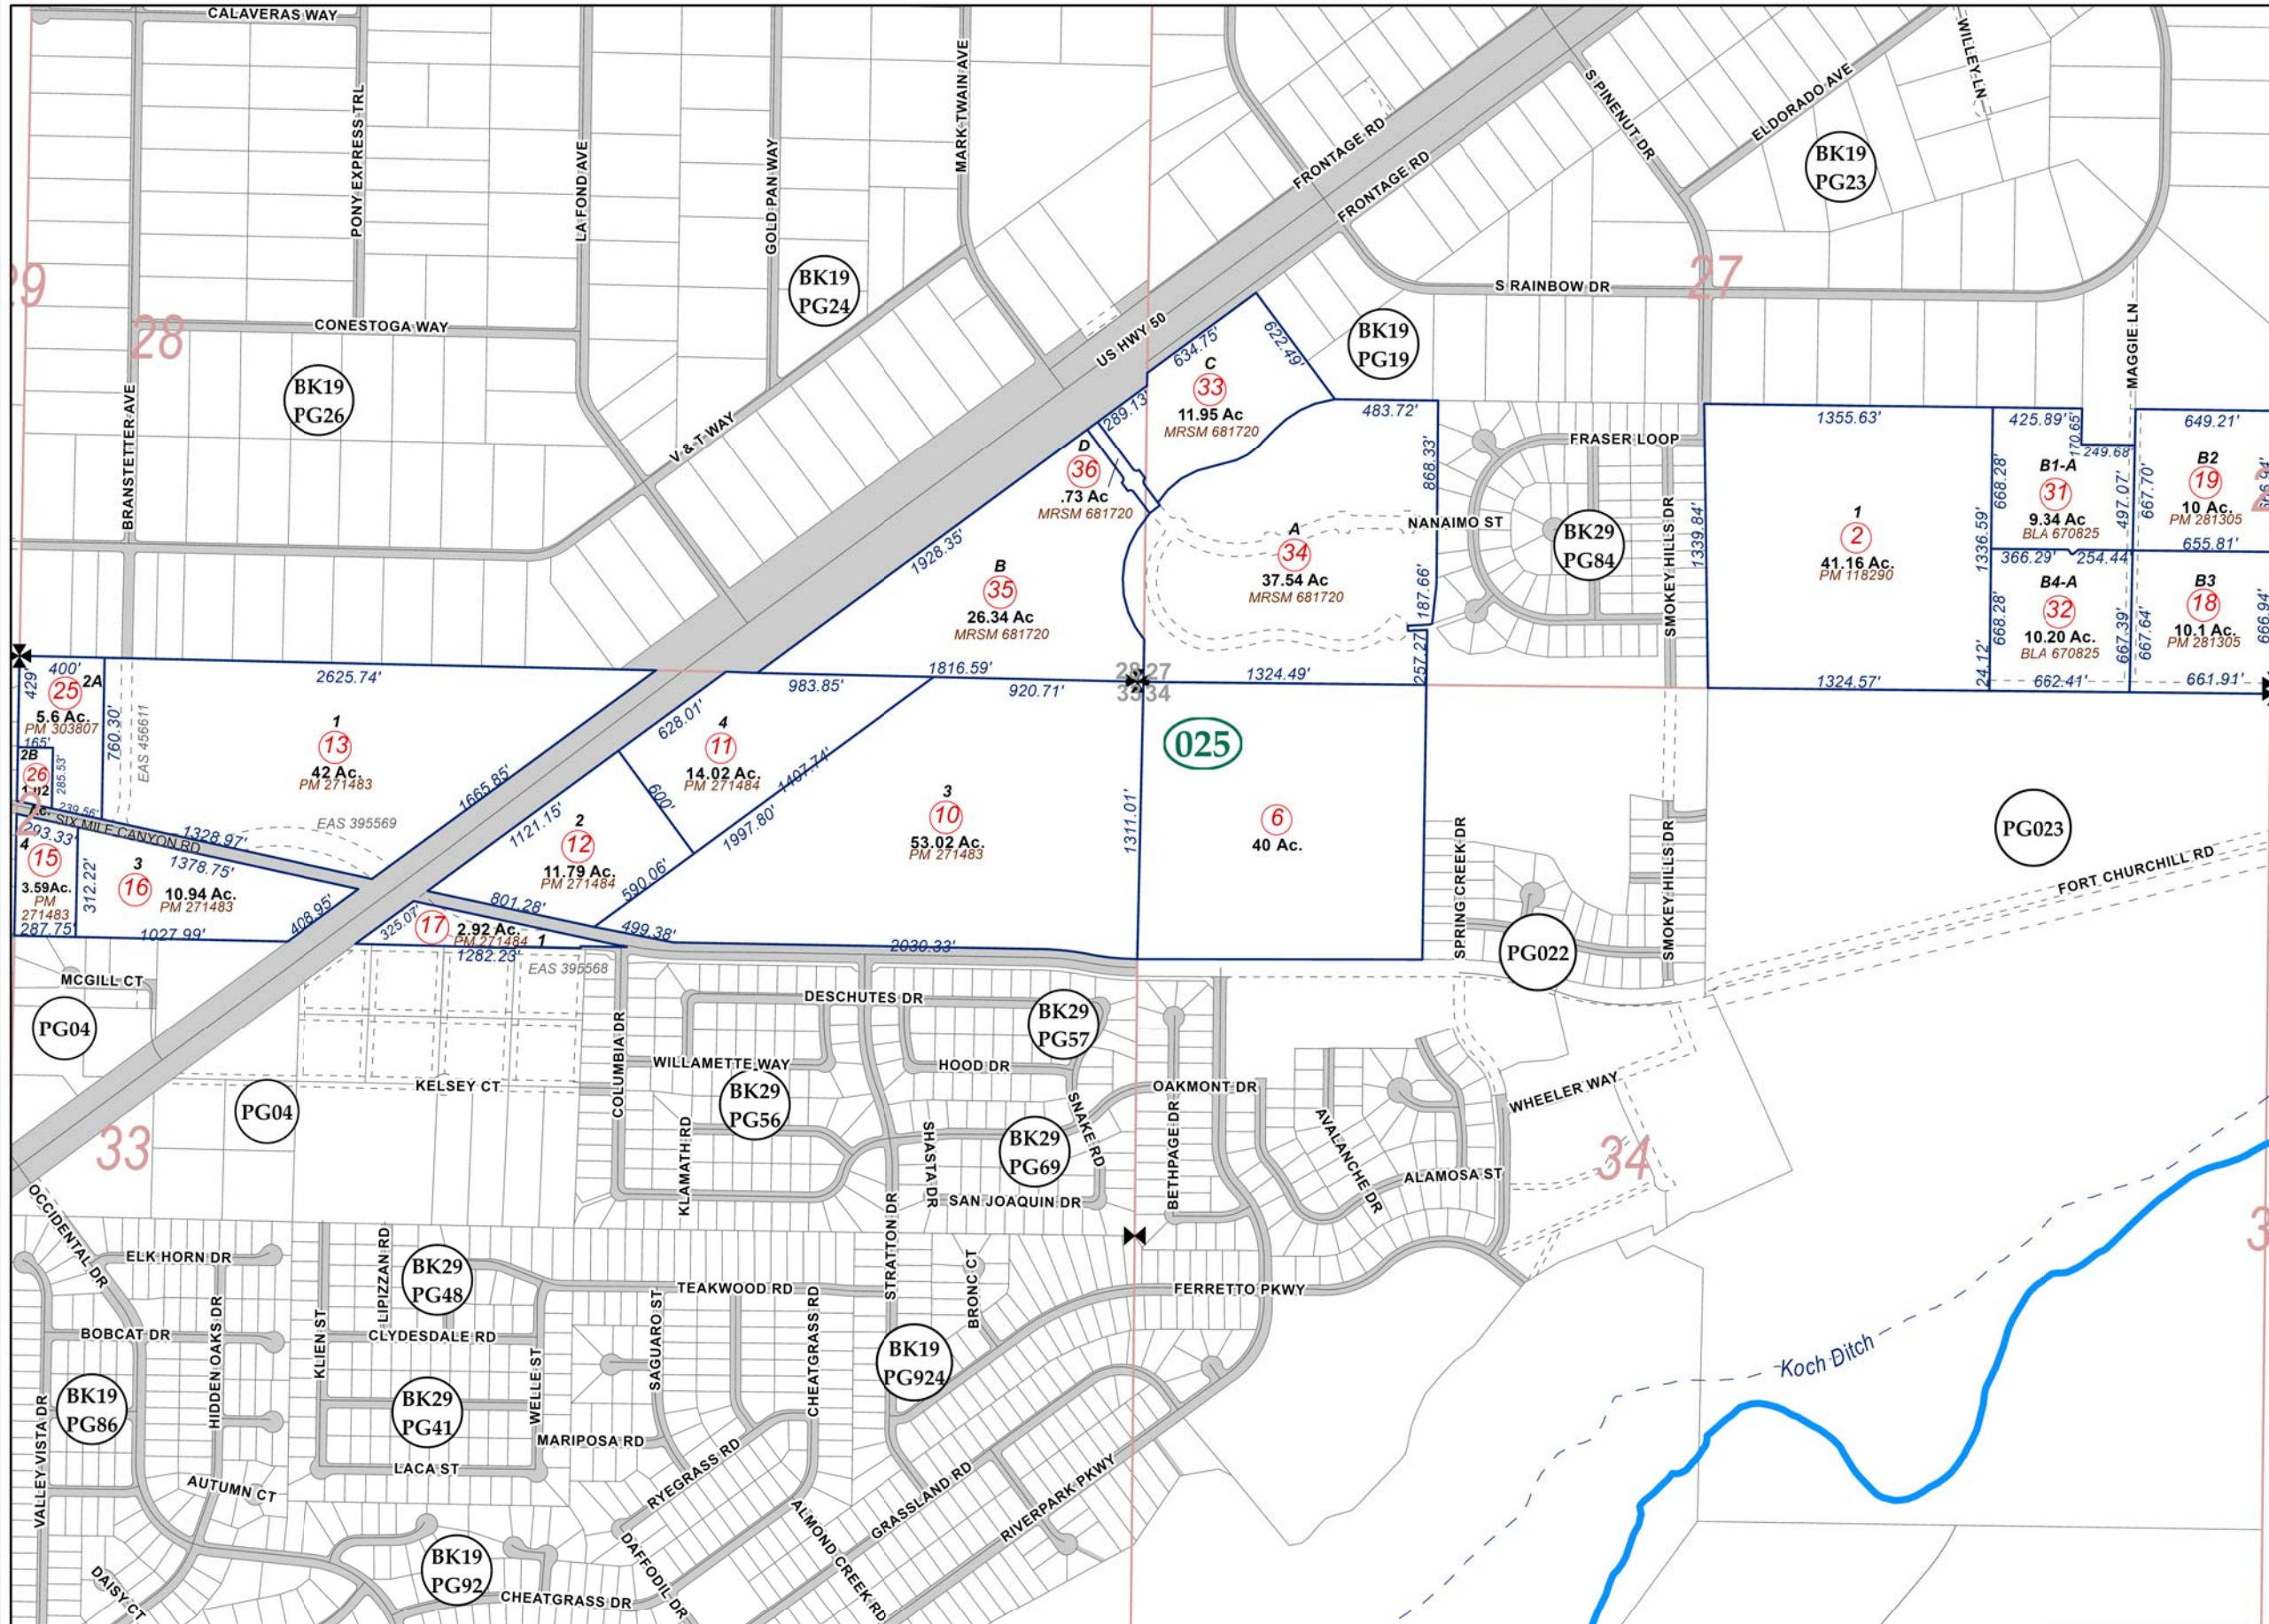 CALAVERAS WAY
PONY EXPRESS TRL
LA FOND AVE
GOLD PAN WAY
MARK TWAIN AVE
BRANSTETTER AVE
CONESTOGA WAY
V & T WAY
US HWY 50
FRONTAGE RD
FRONTAGE RD
S PINENUT DR
ELDORADO AVE
WILLEY LN
S RAINBOW DR
MAGGIE LN
28
27
BK19
PG26
BK19
PG24
BK19
PG19
BK19
PG23
634.75'
622.49'
C
33
11.95 Ac
MRSM 681720
289.13'
D
36
.73 Ac
MRSM 681720
483.72'
868.33'
1928.35'
B
35
26.34 Ac
MRSM 681720
1816.59'
A
34
37.54 Ac
MRSM 681720
187.66'
257.27'
1324.49'
NANAIMO ST
FRASER LOOP
SMOKEY HILLS DR
BK29
PG84
1355.63'
1339.84'
1
2
41.16 Ac.
PM 118290
1336.59'
1324.57'
24.12'
425.89'
170.65'
249.68'
668.28'
B1-A
31
9.34 Ac
BLA 670825
497.07'
366.29'
254.44'
B4-A
32
10.20 Ac.
BLA 670825
668.28'
667.39'
662.41'
649.21'
667.70'
B2
19
10 Ac.
PM 281305
655.81'
B3
18
10.1 Ac.
PM 281305
667.64'
666.94'
661.91'
28 27
33 34
400'
429'
25
2A
5.6 Ac.
PM 303807
165'
2B
26
285.53'
239.56'
760.30'
EAS 456611
2625.74'
1
13
42 Ac.
PM 271483
1665.85'
EAS 395569
1328.97'
SIX MILE CANYON RD
293.33'
4
15
3.59Ac.
PM
271483
287.75'
312.22'
3
16
10.94 Ac.
PM 271483
1378.75'
408.95'
1027.99'
983.85'
628.01'
4
11
14.02 Ac.
PM 271484
600'
1407.74'
1121.15'
2
12
11.79 Ac.
PM 271484
590.06'
801.28'
325.07'
17
2.92 Ac.
PM 271484
1
1282.23'
EAS 395568
920.71'
1997.80'
3
10
53.02 Ac.
PM 271483
499.38'
2030.33'
1311.01'
025
6
40 Ac.
SPRING CREEK DR
SMOKEY HILLS DR
PG022
PG023
FORT CHURCHILL RD
MCGILL CT
PG04
PG04
KELSEY CT
33
COLUMBIA DR
DESCHUTES DR
WILLAMETTE WAY
HOOD DR
BK29
PG57
BK29
PG56
BK29
PG69
KLAMATH RD
SHASTA DR
SNAKE RD
SAN JOAQUIN DR
OAKMONT DR
BETHPAGE DR
AVALANCHE DR
ALAMOSA ST
WHEELER WAY
34
OCCIDENTAL DR
ELK HORN DR
LIPIZZAN RD
BK29
PG48
STRATTON DR
BRONC CT
TEAKWOOD RD
FERRETTO PKWY
BOBCAT DR
HIDDEN OAKS DR
KLIEN ST
CLYDESDALE RD
WELLE ST
SAGUARO ST
CHEATGRASS RD
BK19
PG924
BK19
PG86
BK29
PG41
VALLEY VISTA DR
MARIPOSA RD
LACA ST
AUTUMN CT
RYEGRASS RD
GRASSLAND RD
RIVERPARK PKWY
ALMOND CREEK RD
DAFFODIL DR
BK19
PG92
CHEATGRASS DR
DAISY CT
Koch Ditch